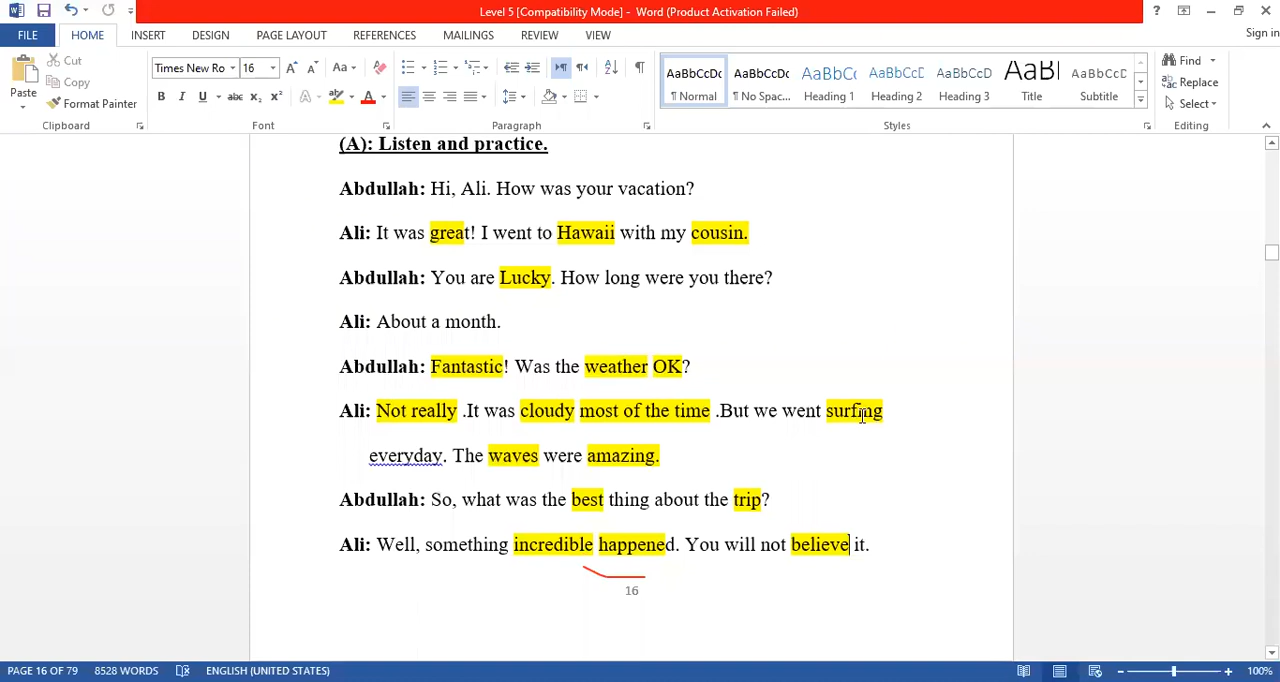 Level 5 [Compatibility Mode] - Word (Product Activation Failed)
FILE HOME INSERT DESIGN PAGE LAYOUT REFERENCES MAILINGS REVIEW VIEW Sign in
Paste Cut Copy Format Painter
Times New Ro 16
AaBbCcDc ¶ Normal
AaBbCcDc ¶ No Spac...
AaBbCc Heading 1
AaBbCcE Heading 2
AaBbCcD Heading 3
AaBbI Title
AaBbCcD Subtitle
Find
Replace
Select
Clipboard Font Paragraph Styles Editing
(A): Listen and practice.
Abdullah: Hi, Ali. How was your vacation?
Ali: It was great! I went to Hawaii with my cousin.
Abdullah: You are Lucky. How long were you there?
Ali: About a month.
Abdullah: Fantastic! Was the weather OK?
Ali: Not really .It was cloudy most of the time .But we went surfing
everyday. The waves were amazing.
Abdullah: So, what was the best thing about the trip?
Ali: Well, something incredible happened. You will not believe it.
16
PAGE 16 OF 79 8528 WORDS ENGLISH (UNITED STATES) 100%